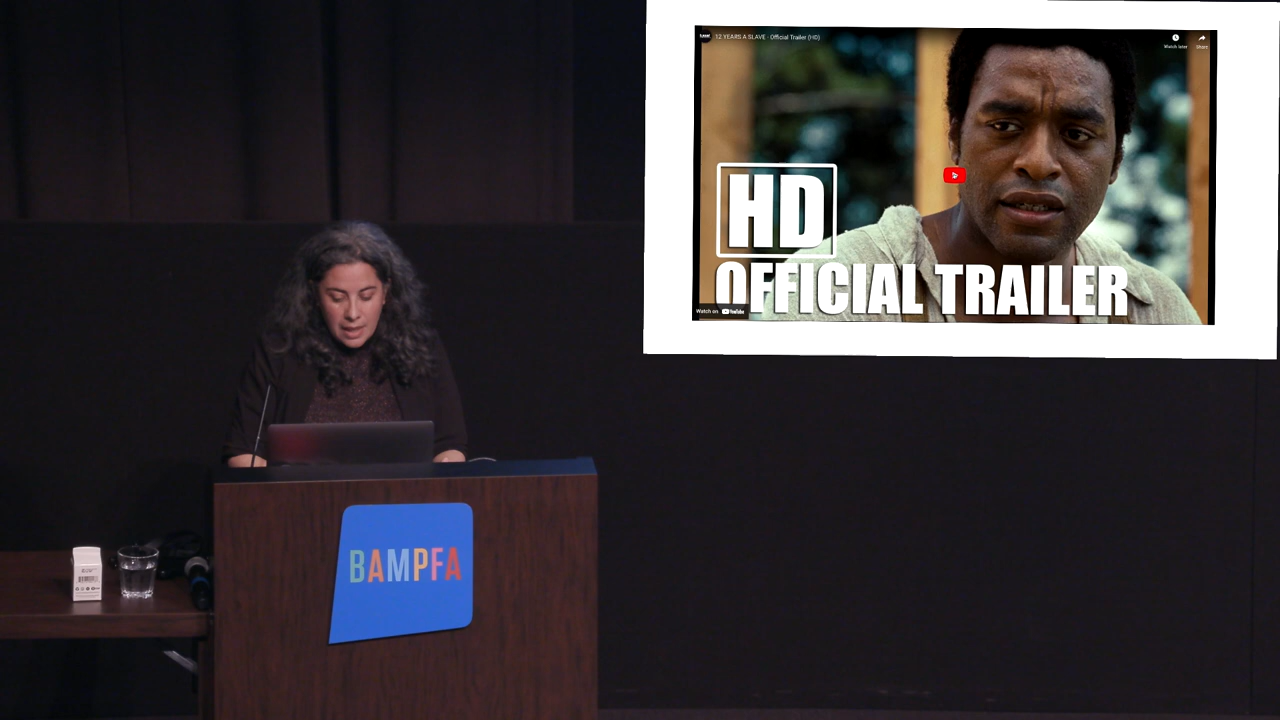 12 YEARS A SLAVE - Official Trailer (HD)
Watch later
Share
HD
OFFICIAL TRAILER
Watch on YouTube
BAMPFA